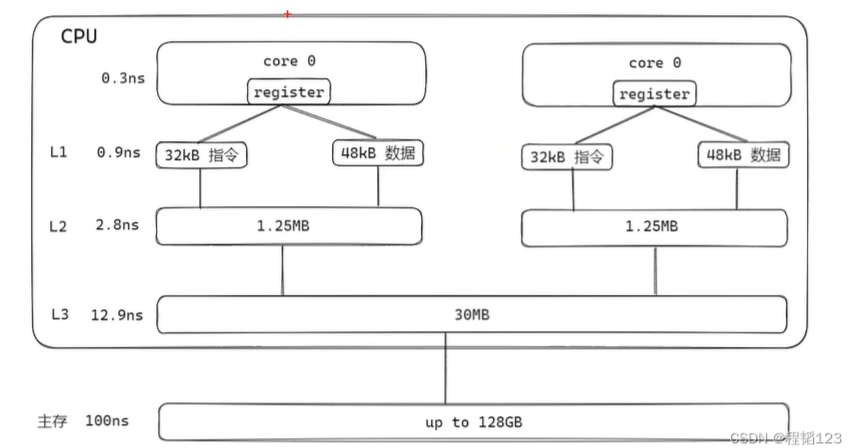 CPU
core 0
core 0
0.3ns
register
register
L1 0.9ns 32kB 指令 48kB 数据 32kB 指令 48kB 数据
L2 2.8ns 1.25MB 1.25MB
L3 12.9ns 30MB
主存 100ns up to 128GB
CSDN @程韬123